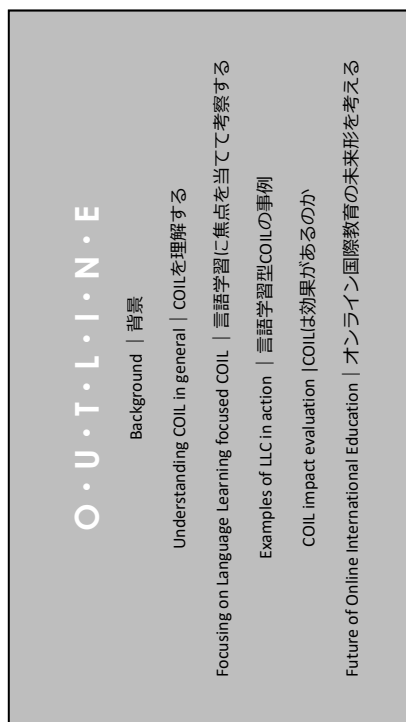 O・U・T・L・I・N・E
Background｜背景
Understanding COIL in general｜COILを理解する
Focusing on Language Learning focused COIL｜言語学習に焦点を当てて考察する
Examples of LLC in action｜言語学習型COILの事例
COIL impact evaluation |COILは効果があるのか
Future of Online International Education｜オンライン国際教育の未来形を考える